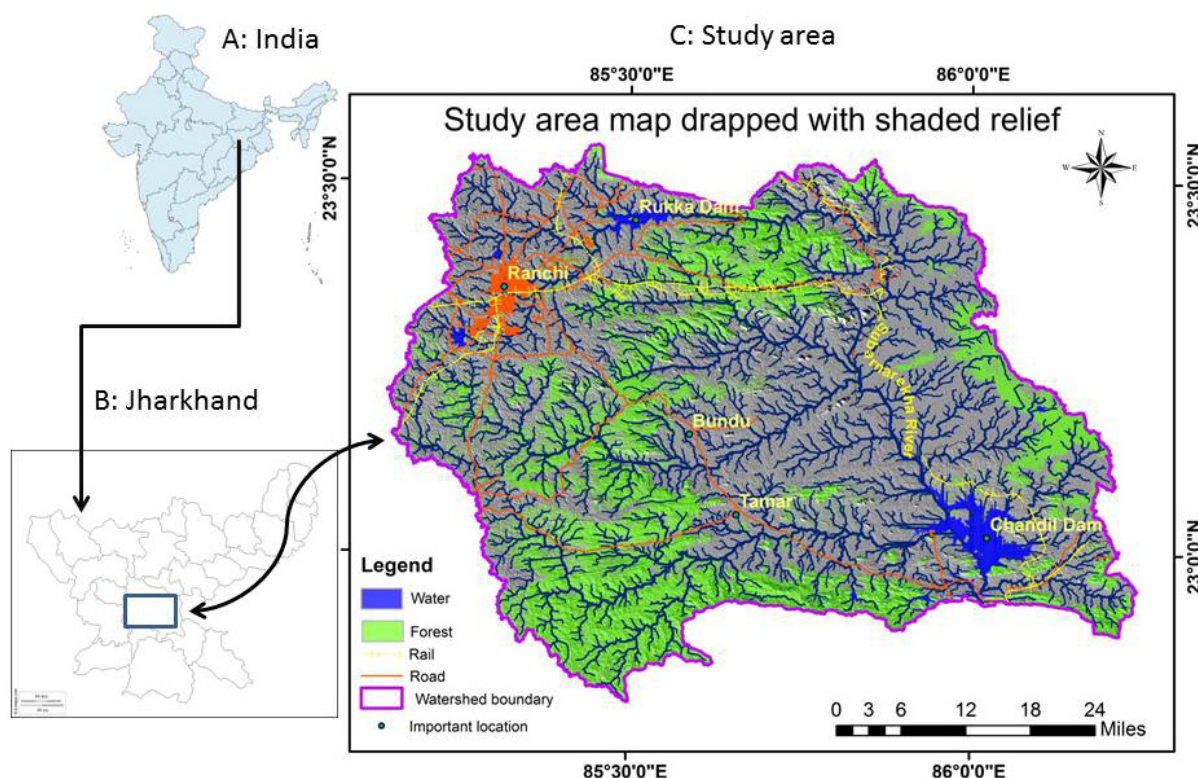 A: India
C: Study area
85°30'0"E
86°0'0"E
Study area map drapped with shaded relief
N
W
E
S
23°30'0"N
23°30'0"N
Rukka Dam
Ranchi
Subarnarekha River
B: Jharkhand
Bundu
Tamar
Chandil Dam
23°0'0"N
Legend
Water
Forest
Rail
Road
Watershed boundary
Important location
0 3 6 12 18 24
Miles
85°30'0"E
86°0'0"E